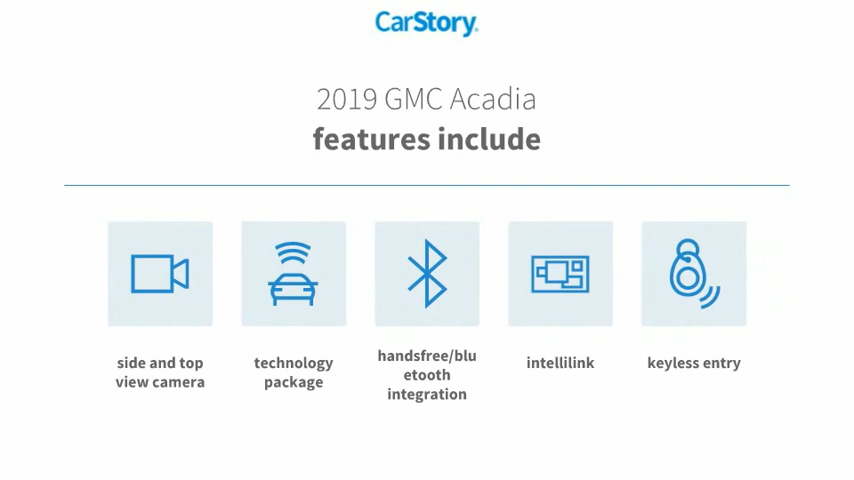 CarStory.
2019 GMC Acadia
features include
side and top
view camera
technology
package
handsfree/blu
etooth
integration
intellilink
keyless entry